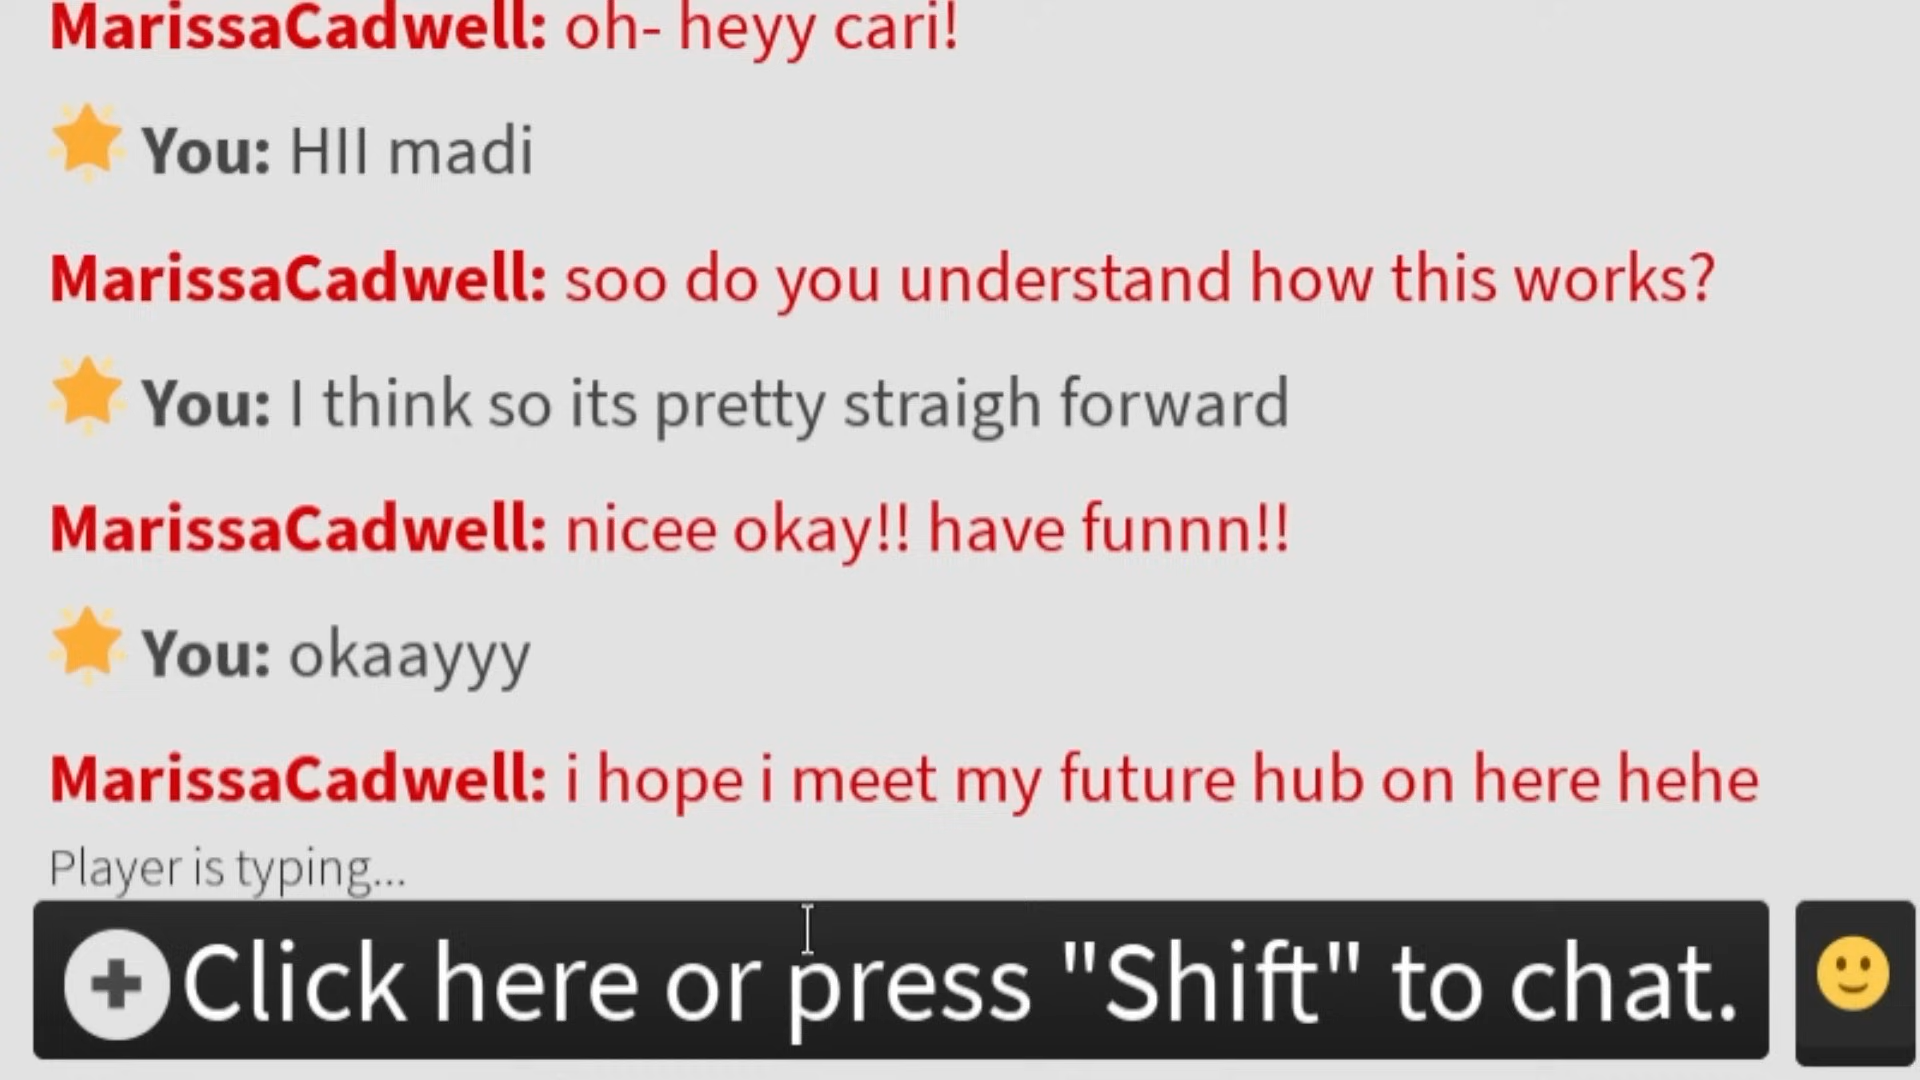 MarissaCadwell: oh- heyy cari!
You: HII madi
MarissaCadwell: soo do you understand how this works?
You: I think so its pretty straigh forward
MarissaCadwell: nicee okay!! have funnn!!
You: okaayyy
MarissaCadwell: i hope i meet my future hub on here hehe
Player is typing...
Click here or press "Shift" to chat.